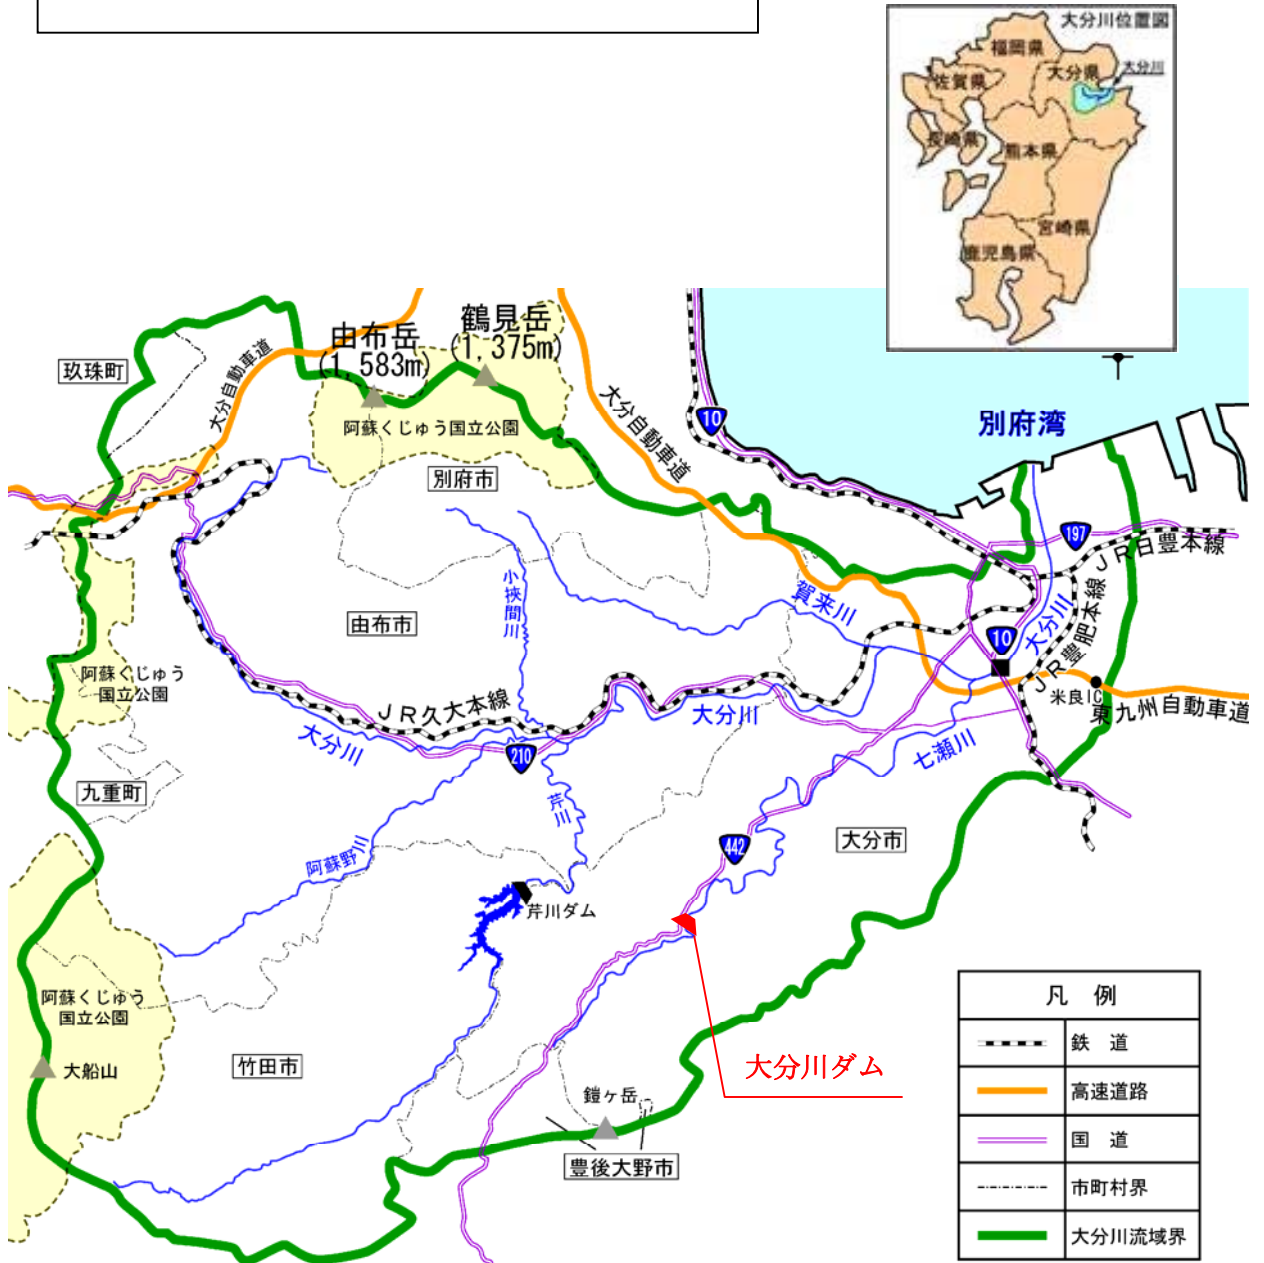 大分川位置図
福岡県
大分県
大分川
佐賀県
長崎県
熊本県
宮崎県
鹿児島県
鶴見岳
(1,375m)
由布岳
(1,583m)
玖珠町
大分自動車道
大分自動車道
阿蘇くじゅう国立公園
別府市
別府湾
10
197
JR日豊本線
小挾間川
賀来川
由布市
10
大分川
JR豊肥本線
米良IC
東九州自動車道
阿蘇くじゅう
国立公園
JR久大本線
大分川
大分川
210
七瀬川
九重町
芹川
阿蘇野川
442
大分市
芹川ダム
阿蘇くじゅう
国立公園
大船山
竹田市
大分川ダム
鎧ヶ岳
豊後大野市
凡 例
鉄 道
高速道路
国 道
市町村界
大分川流域界